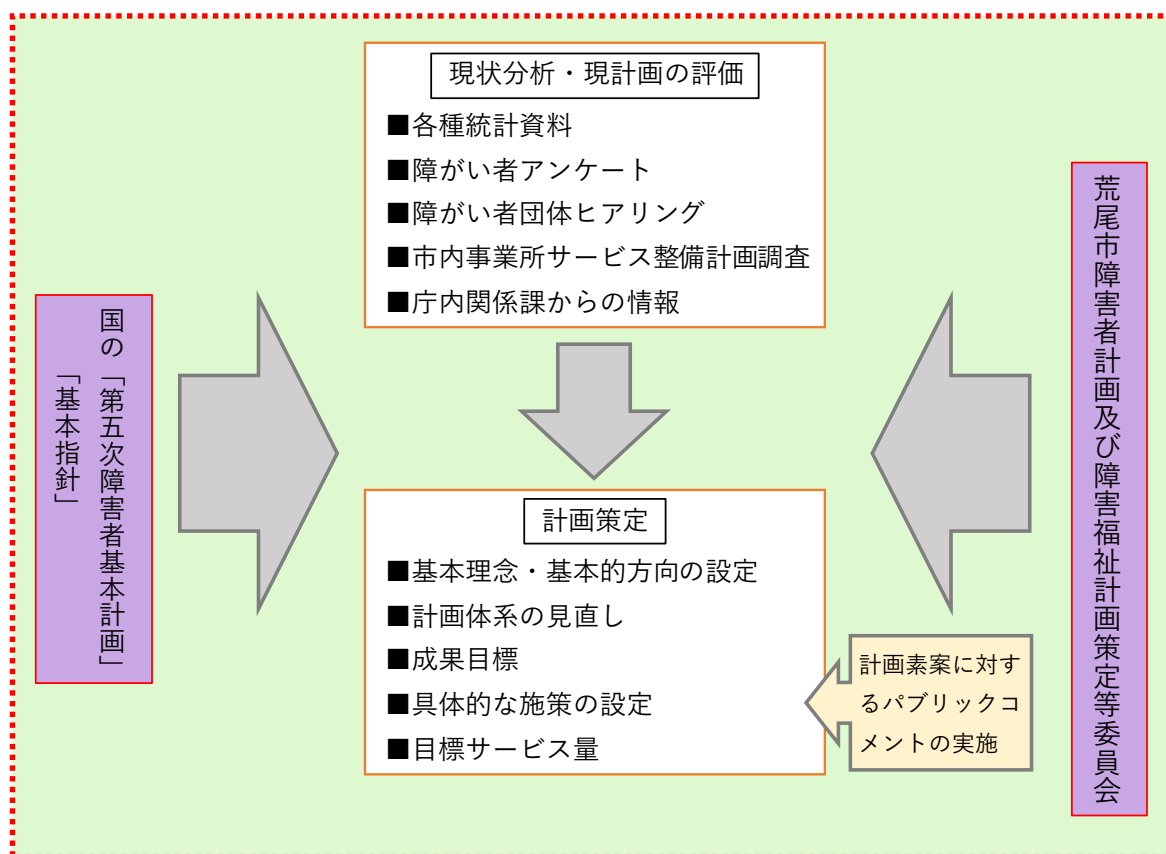 現状分析・現計画の評価
■各種統計資料
■障がい者アンケート
■障がい者団体ヒアリング
■市内事業所サービス整備計画調査
■庁内関係課からの情報
国の「第五次障害者基本計画」
「基本指針」
荒尾市障害者計画及び障害福祉計画策定等委員会
計画策定
■基本理念・基本的方向の設定
■計画体系の見直し
■成果目標
■具体的な施策の設定
■目標サービス量
計画素案に対す
るパブリックコ
メントの実施